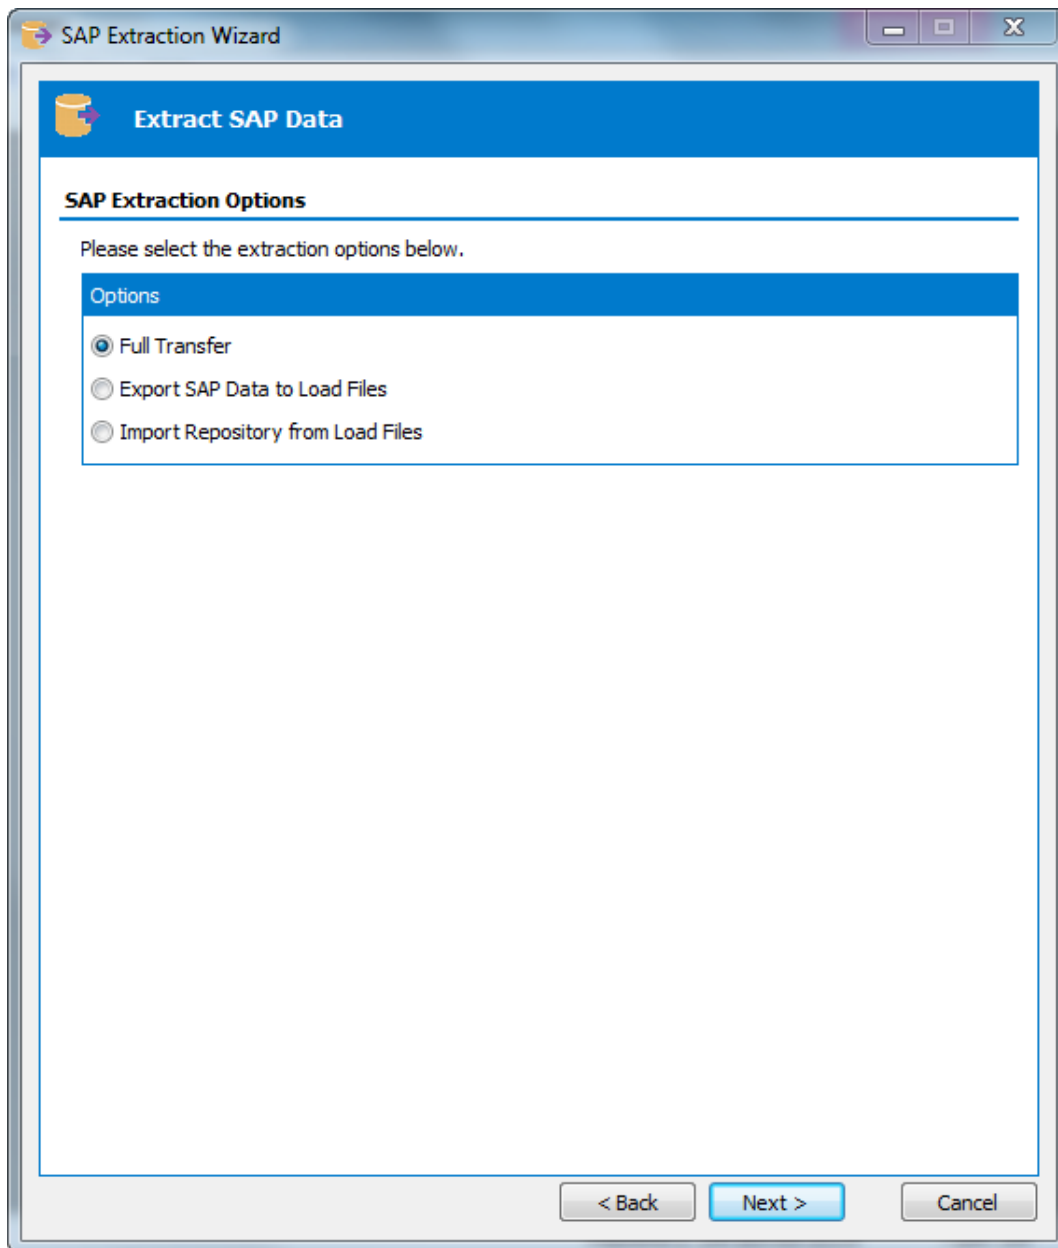 SAP Extraction Wizard
Extract SAP Data
SAP Extraction Options
Please select the extraction options below.
Options
Full Transfer
Export SAP Data to Load Files
Import Repository from Load Files
< Back Next > Cancel